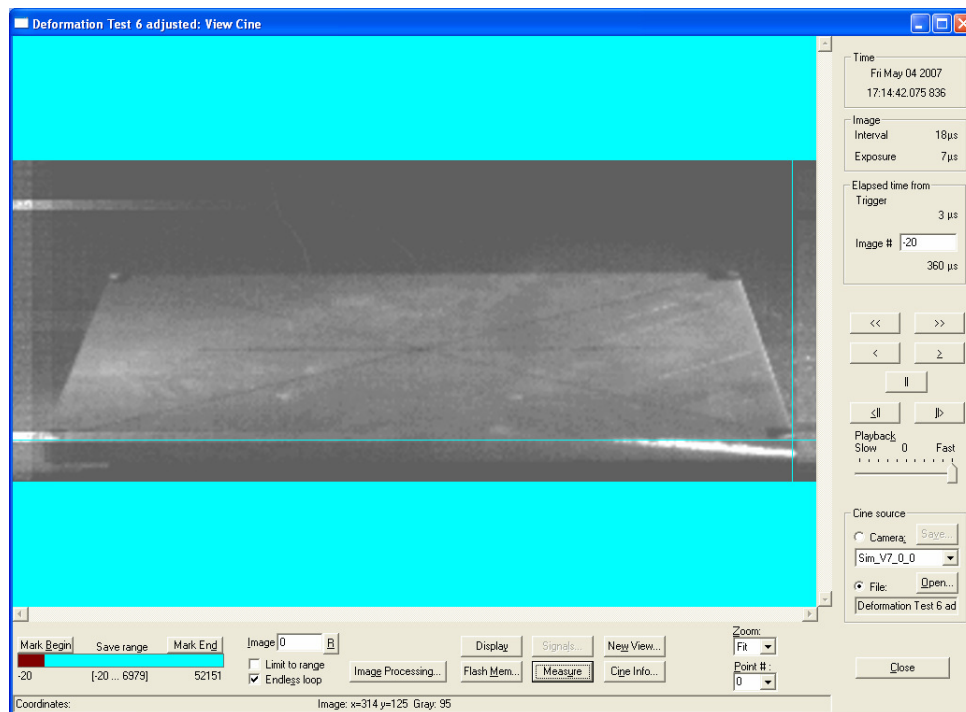 Deformation Test 6 adjusted: View Cine
Time
Fri May 04 2007
17:14:42.075 836
Image
Interval 18µs
Exposure 7µs
Elapsed time from
Trigger
3 µs
Image # -20
360 µs
<< >>
< >
||
<|| ||>
Playback
Slow 0 Fast
Cine source
Camera: Save...
Sim_V7_0_0
File: Open...
Deformation Test 6 ad
Mark Begin Save range Mark End
-20 [-20 ... 6979] 52151
Image 0 R
Limit to range
Endless loop
Image Processing...
Display Signals... New View...
Flash Mem... Measure Cine Info...
Zoom:
Fit
Point # :
0
Close
Coordinates: Image: x=314 y=125 Gray: 95